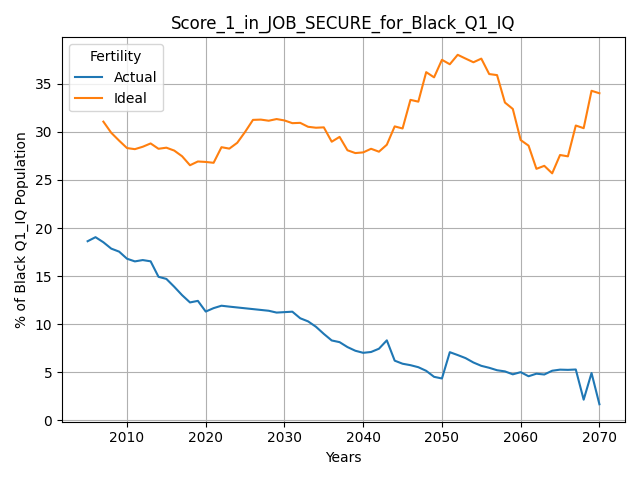 Score_1_in_JOB_SECURE_for_Black_Q1_IQ
Fertility
Actual
Ideal
% of Black Q1_IQ Population
35
30
25
20
15
10
5
0
2010 2020 2030 2040 2050 2060 2070
Years